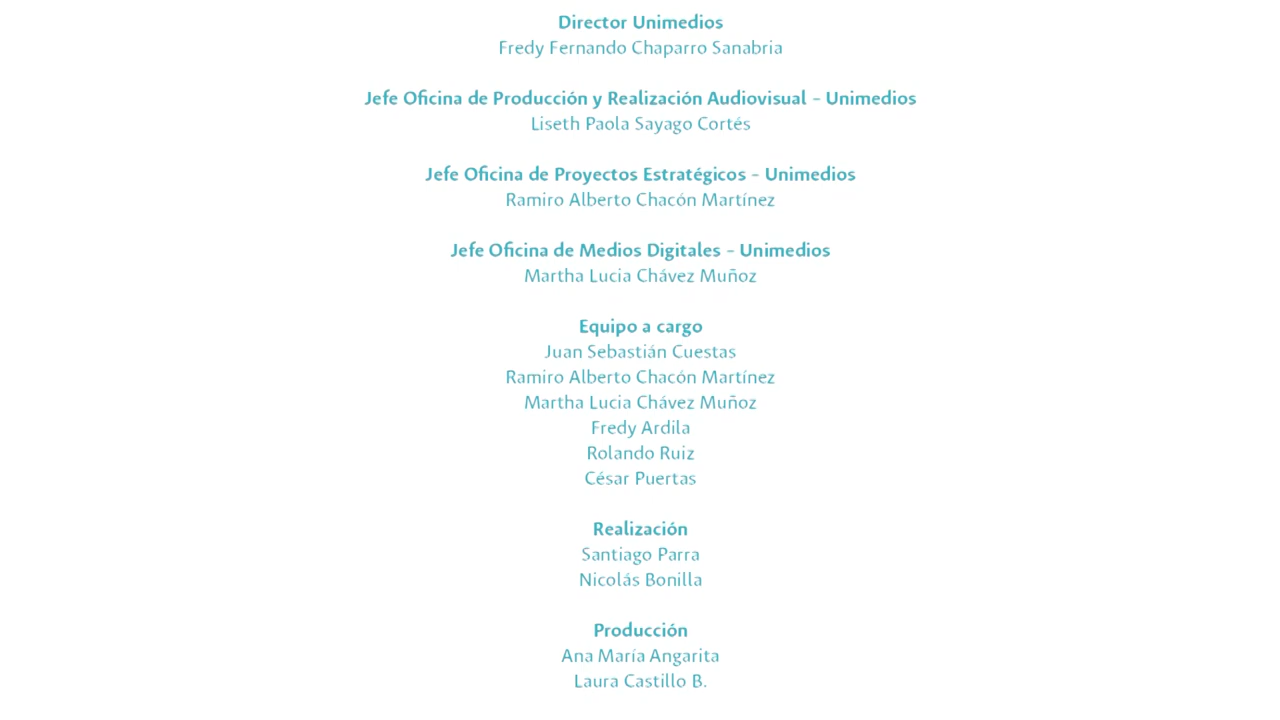 Director Unimedios
Fredy Fernando Chaparro Sanabria
Jefe Oficina de Producción y Realización Audiovisual – Unimedios
Liseth Paola Sayago Cortés
Jefe Oficina de Proyectos Estratégicos – Unimedios
Ramiro Alberto Chacón Martínez
Jefe Oficina de Medios Digitales – Unimedios
Martha Lucia Chávez Muñoz
Equipo a cargo
Juan Sebastián Cuestas
Ramiro Alberto Chacón Martínez
Martha Lucia Chávez Muñoz
Fredy Ardila
Rolando Ruiz
César Puertas
Realización
Santiago Parra
Nicolás Bonilla
Producción
Ana María Angarita
Laura Castillo B.